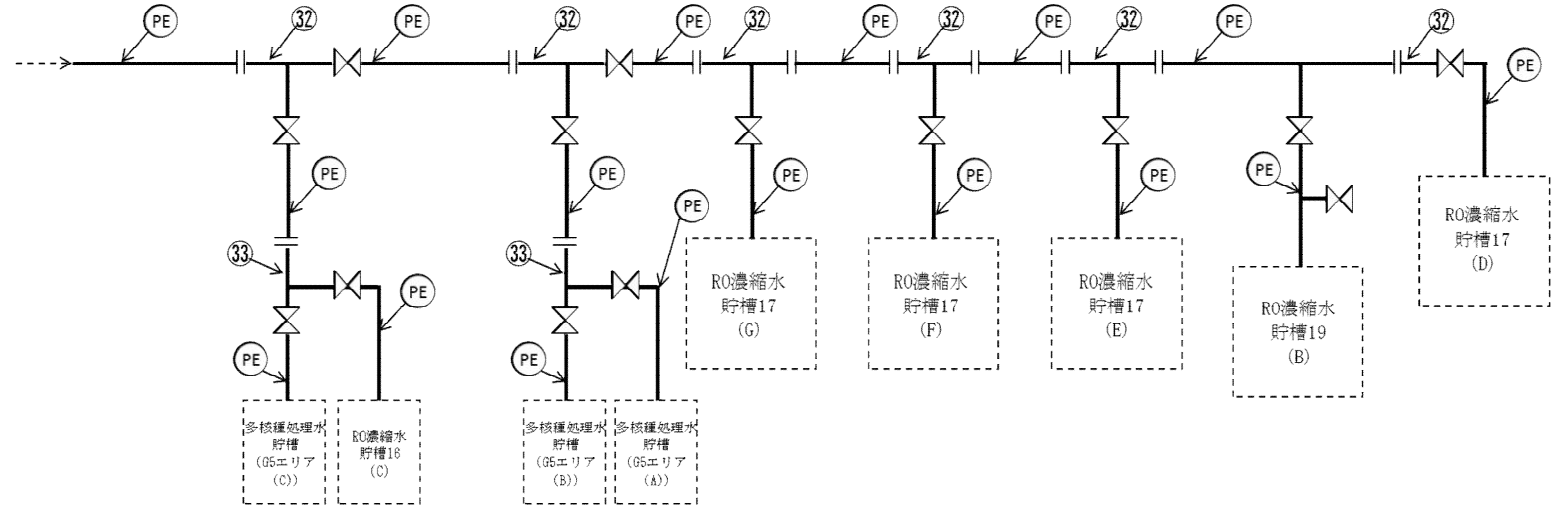 PE
32
PE
32
PE
32
PE
32
PE
32
PE
32
PE
PE
PE
PE
PE
PE
PE
PE
33
33
PE
PE
PE
RO濃縮水
貯槽17
(G)
RO濃縮水
貯槽17
(F)
RO濃縮水
貯槽17
(E)
RO濃縮水
貯槽19
(B)
RO濃縮水
貯槽17
(D)
多核種処理水
貯槽
(G5エリア
(C))
RO濃縮水
貯槽16
(C)
多核種処理水
貯槽
(G5エリア
(B))
多核種処理水
貯槽
(G5エリア
(A))